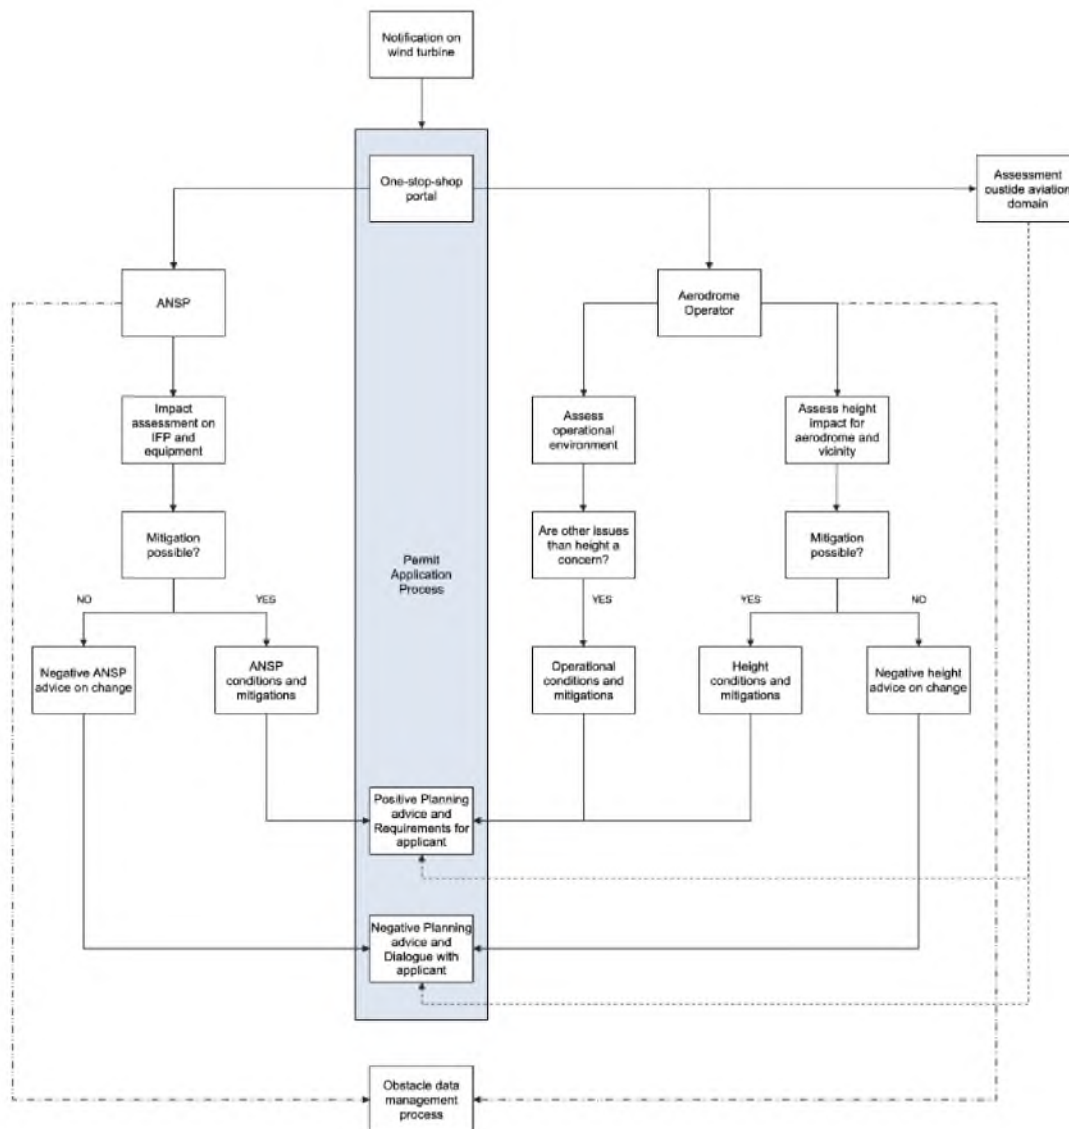 Notification on
wind turbine
One-stop-shop
portal
Assessment
oustide aviation
domain
ANSP
Aerodrome
Operator
Impact
assessment on
IFP and
equipment
Assess
operational
environment
Assess height
impact for
aerodrome and
vicinity
Mitigation
possible?
Permit
Application
Process
Are other issues
than height a
concern?
Mitigation
possible?
NO
YES
YES
YES
NO
Negative ANSP
advice on change
ANSP
conditions and
mitigations
Operational
conditions and
mitigations
Height
conditions and
mitigations
Negative height
advice on change
Positive Planning
advice and
Requirements for
applicant
Negative Planning
advice and
Dialogue with
applicant
Obstacle data
management
process